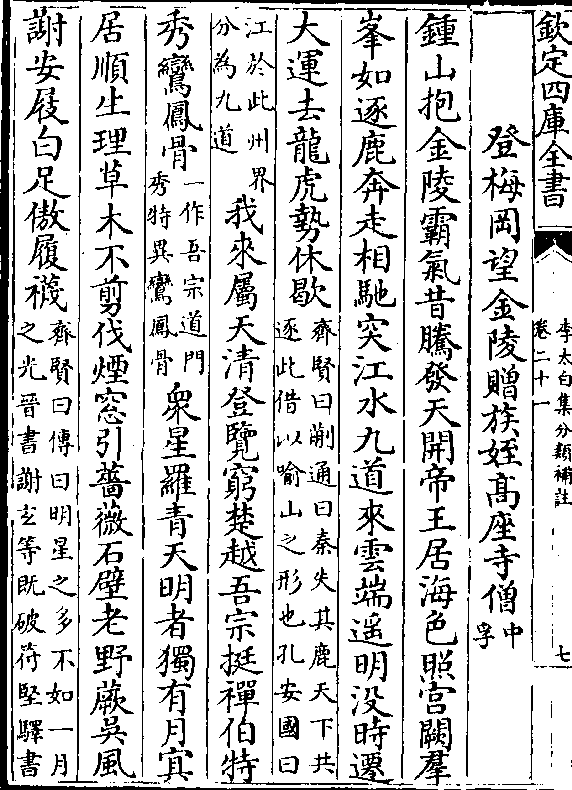 欽定四庫全書
李太白集分類補註
卷二十一
七
登梅岡望金陵贈族姪髙座寺僧中孚
鍾山抱金陵霸氣昔騰發天開帝王居海色照宫闕羣
峯如逐鹿奔走相馳突江水九道來雲端遥明没時遷
大運去龍虎勢休歇齊賢曰蒯通曰秦失其鹿天下共
逐此借以喻山之形也孔安國曰
江於此州界
分為九道我來屬天清登覽窮楚越吾宗挺禪伯特
秀鸞鳳骨一作吾宗道門
秀特異鸞鳳骨衆星羅青天明者獨有月㝠
居順生理草木不剪伐煙窓引薔薇石壁老野蕨吳風
謝安屐白足傲履襪齊賢曰傳曰明星之多不如一月
之光晉書謝玄等既破苻堅驛書